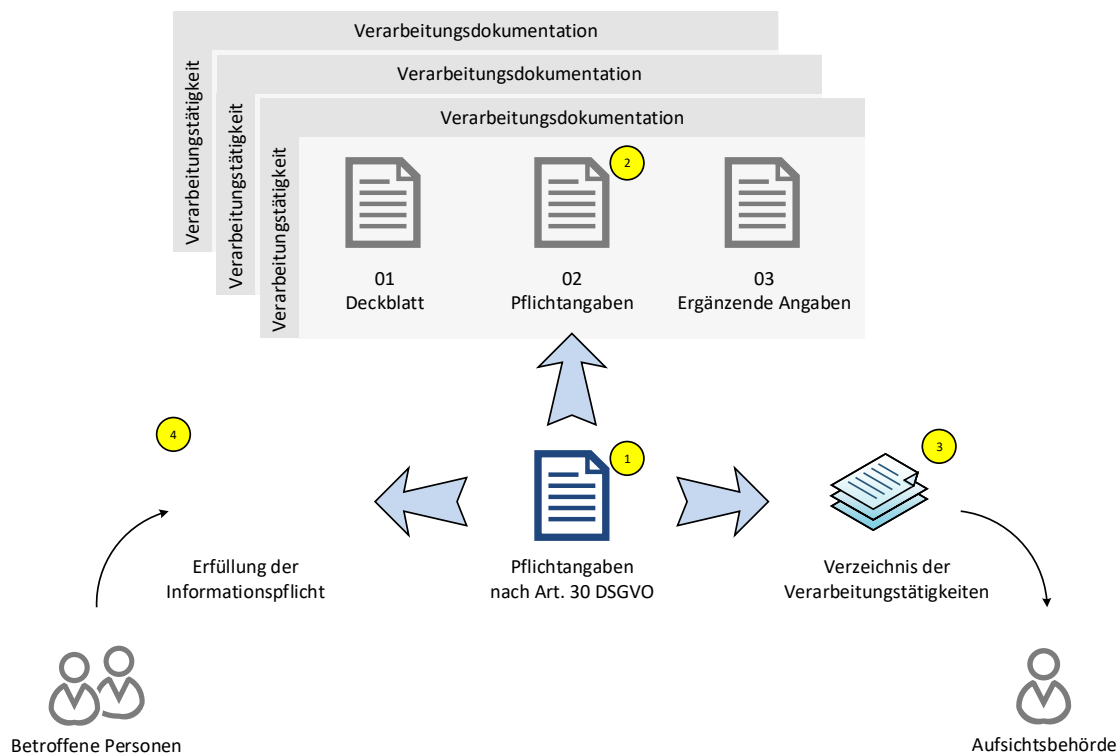 Verarbeitungsdokumentation
Verarbeitungstätigkeit
Verarbeitungsdokumentation
Verarbeitungstätigkeit
Verarbeitungsdokumentation
Verarbeitungstätigkeit
2
01
Deckblatt
02
Pflichtangaben
03
Ergänzende Angaben
4
1
3
Erfüllung der
Informationspflicht
Pflichtangaben
nach Art. 30 DSGVO
Verzeichnis der
Verarbeitungstätigkeiten
Betroffene Personen
Aufsichtsbehörde